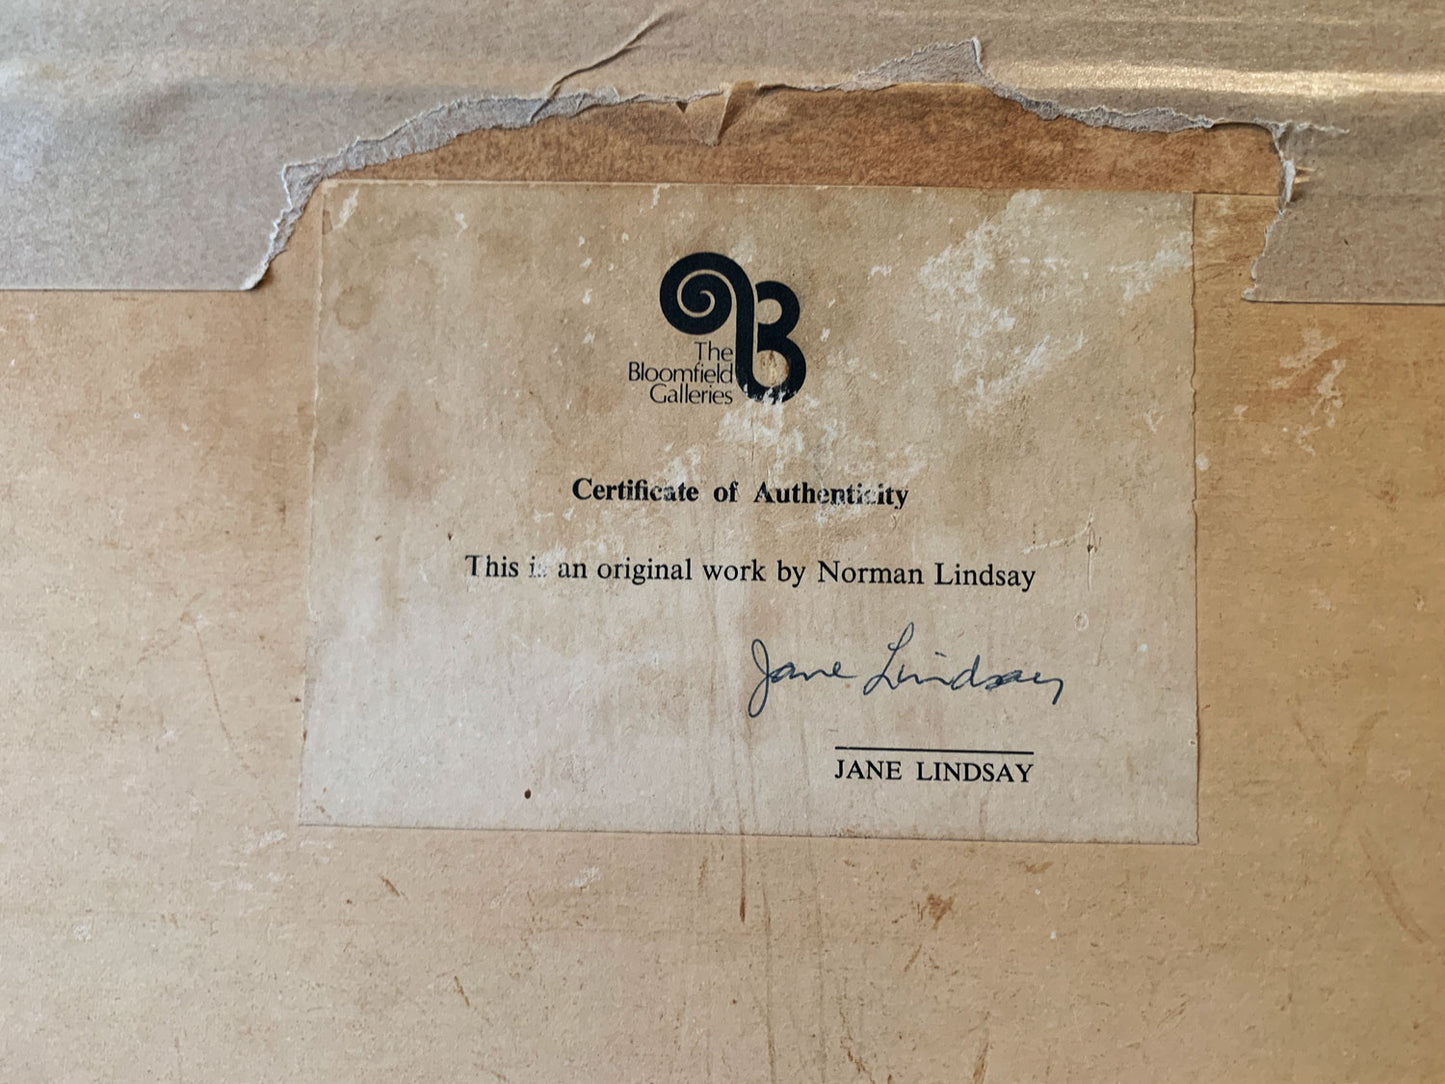 B
The
Bloomfield
Galleries
Certificate of Authenticity
This is an original work by Norman Lindsay
Jane Lindsay
JANE LINDSAY